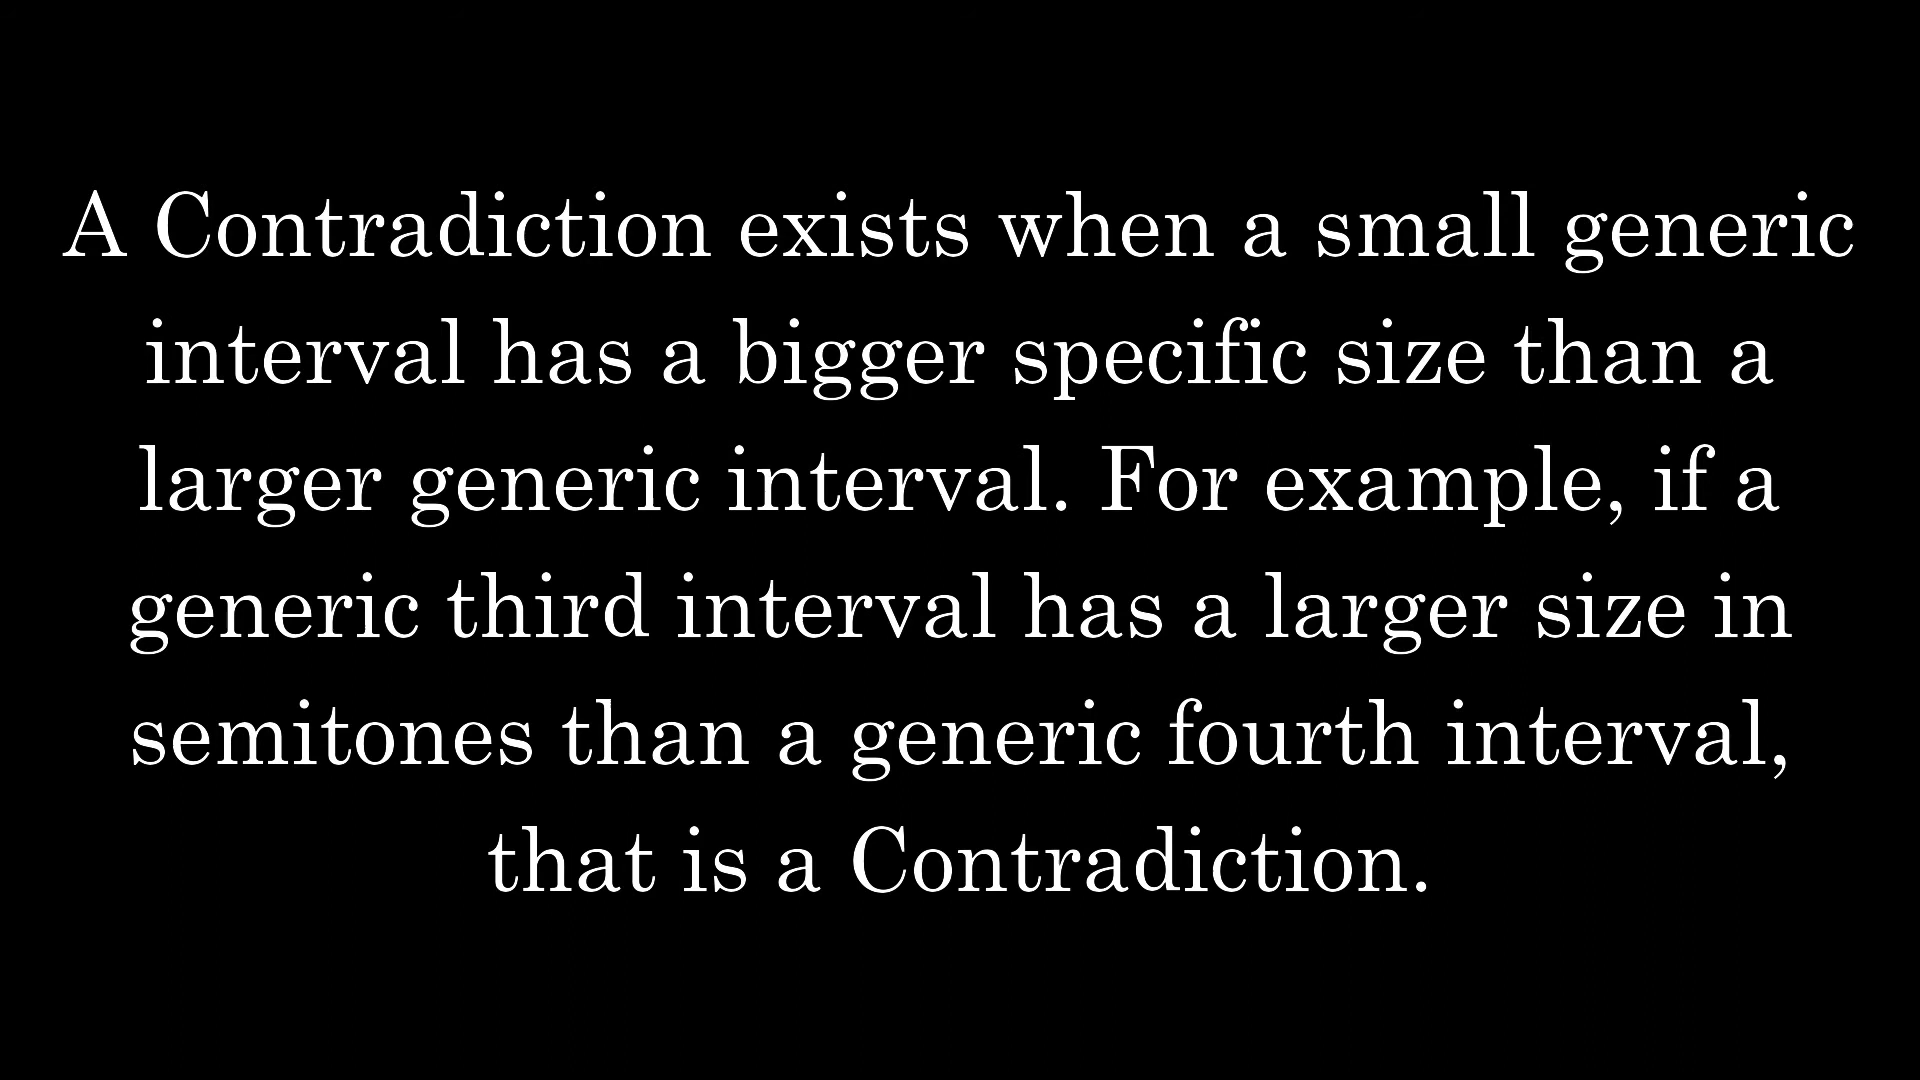 A Contradiction exists when a small generic
interval has a bigger specific size than a
larger generic interval. For example, if a
generic third interval has a larger size in
semitones than a generic fourth interval,
that is a Contradiction.